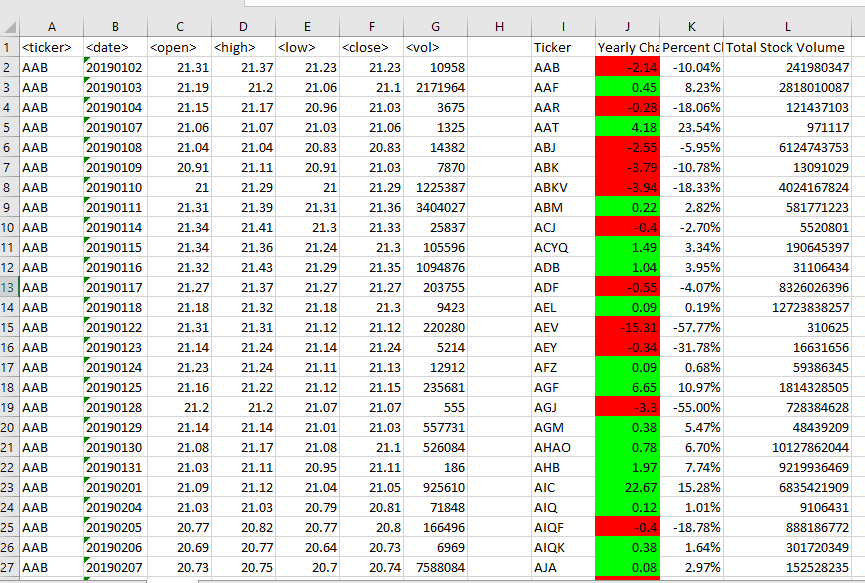 A B C D E F G H I J K L
1 <ticker> <date> <open> <high> <low> <close> <vol> Ticker Yearly Cha Percent Cl Total Stock Volume
2 AAB 20190102 21.31 21.37 21.23 21.23 10958 AAB -2.14 -10.04% 241980347
3 AAB 20190103 21.19 21.2 21.06 21.1 2171964 AAF 0.45 8.23% 2818010087
4 AAB 20190104 21.15 21.17 20.96 21.03 3675 AAR -0.28 -18.06% 121437103
5 AAB 20190107 21.06 21.07 21.03 21.06 1325 AAT 4.18 23.54% 971117
6 AAB 20190108 21.04 21.04 20.83 20.83 14382 ABJ -2.55 -5.95% 6124743753
7 AAB 20190109 20.91 21.11 20.91 21.03 7870 ABK -3.79 -10.78% 13091029
8 AAB 20190110 21 21.29 21 21.29 1225387 ABKV -3.94 -18.33% 4024167824
9 AAB 20190111 21.31 21.39 21.31 21.36 3404027 ABM 0.22 2.82% 581771223
10 AAB 20190114 21.34 21.41 21.3 21.33 25837 ACJ -0.4 -2.70% 5520801
11 AAB 20190115 21.34 21.36 21.24 21.3 105596 ACYQ 1.49 3.34% 190645397
12 AAB 20190116 21.32 21.43 21.29 21.35 1094876 ADB 1.04 3.95% 31106434
13 AAB 20190117 21.27 21.37 21.27 21.27 203755 ADF -0.55 -4.07% 8326026396
14 AAB 20190118 21.18 21.32 21.18 21.3 9423 AEL 0.09 0.19% 12723838257
15 AAB 20190122 21.31 21.31 21.12 21.12 220280 AEV -15.31 -57.77% 310625
16 AAB 20190123 21.14 21.24 21.14 21.24 5214 AEY -0.34 -31.78% 16631656
17 AAB 20190124 21.23 21.24 21.11 21.13 12912 AFZ 0.09 0.68% 59386345
18 AAB 20190125 21.16 21.22 21.12 21.15 235681 AGF 6.65 10.97% 1814328505
19 AAB 20190128 21.2 21.2 21.07 21.07 555 AGJ -3.3 -55.00% 728384628
20 AAB 20190129 21.14 21.14 21.01 21.03 557731 AGM 0.38 5.47% 48439209
21 AAB 20190130 21.08 21.17 21.08 21.1 526084 AHAO 0.78 6.70% 10127862044
22 AAB 20190131 21.03 21.11 20.95 21.11 186 AHB 1.97 7.74% 9219936469
23 AAB 20190201 21.09 21.12 21.04 21.05 925610 AIC 22.67 15.28% 6835421909
24 AAB 20190204 21.03 21.03 20.79 20.81 71848 AIQ 0.12 1.01% 9106431
25 AAB 20190205 20.77 20.82 20.77 20.8 166496 AIQF -0.4 -18.78% 888186772
26 AAB 20190206 20.69 20.77 20.64 20.73 6969 AIQK 0.38 1.64% 301720349
27 AAB 20190207 20.73 20.75 20.7 20.74 7588084 AJA 0.08 2.97% 152528235